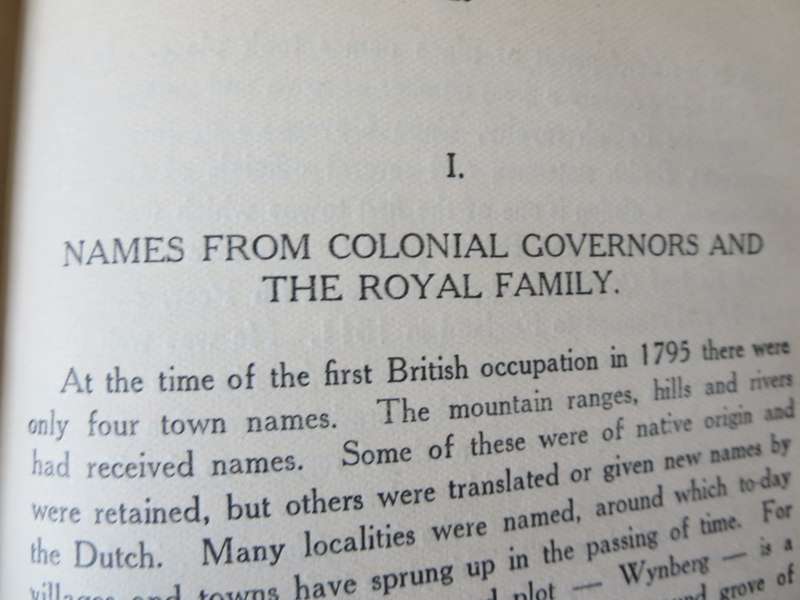 I.
NAMES FROM COLONIAL GOVERNORS AND
THE ROYAL FAMILY.
At the time of the first British occupation in 1795 there were
only four town names. The mountain ranges, hills and rivers
had received names. Some of these were of native origin and
were retained, but others were translated or given new names by
the Dutch. Many localities were named, around which to-day
villages and towns have sprung up in the passing of time. For
plot — Wynberg — is a
grove of